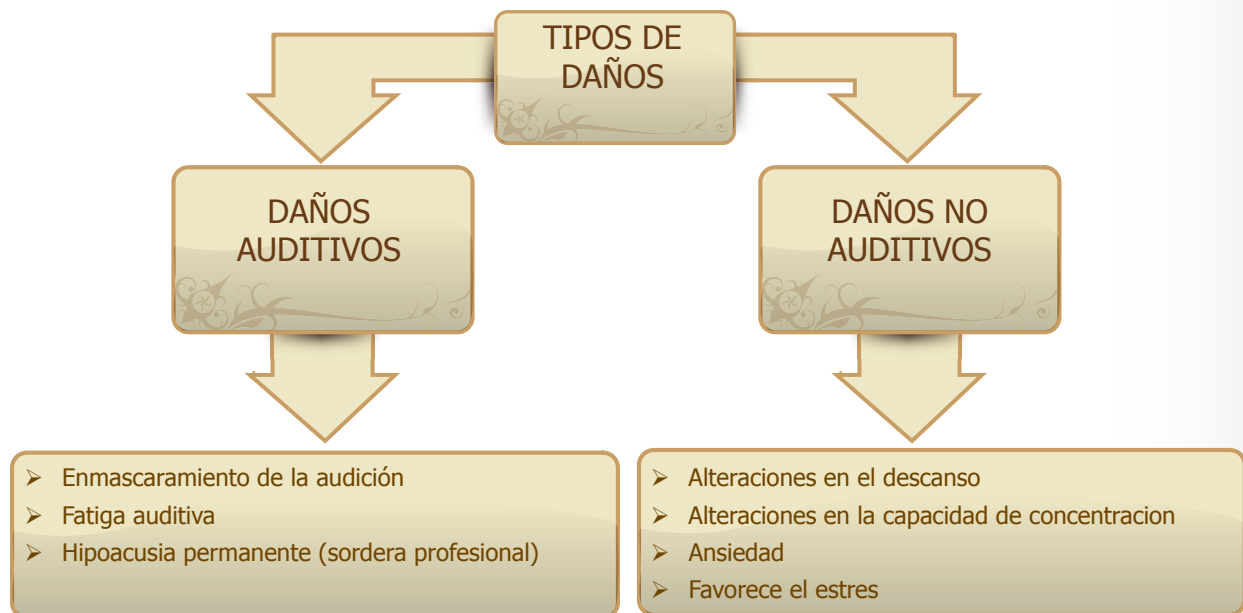 TIPOS DE
DAÑOS
DAÑOS
AUDITIVOS
DAÑOS NO
AUDITIVOS
➢ Enmascaramiento de la audición
➢ Fatiga auditiva
➢ Hipoacusia permanente (sordera profesional)
➢ Alteraciones en el descanso
➢ Alteraciones en la capacidad de concentracion
➢ Ansiedad
➢ Favorece el estres